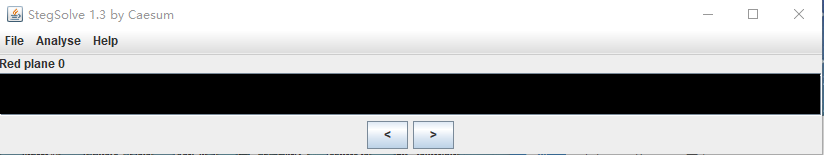 StegSolve 1.3 by Caesum
File Analyse Help
Red plane 0
< >